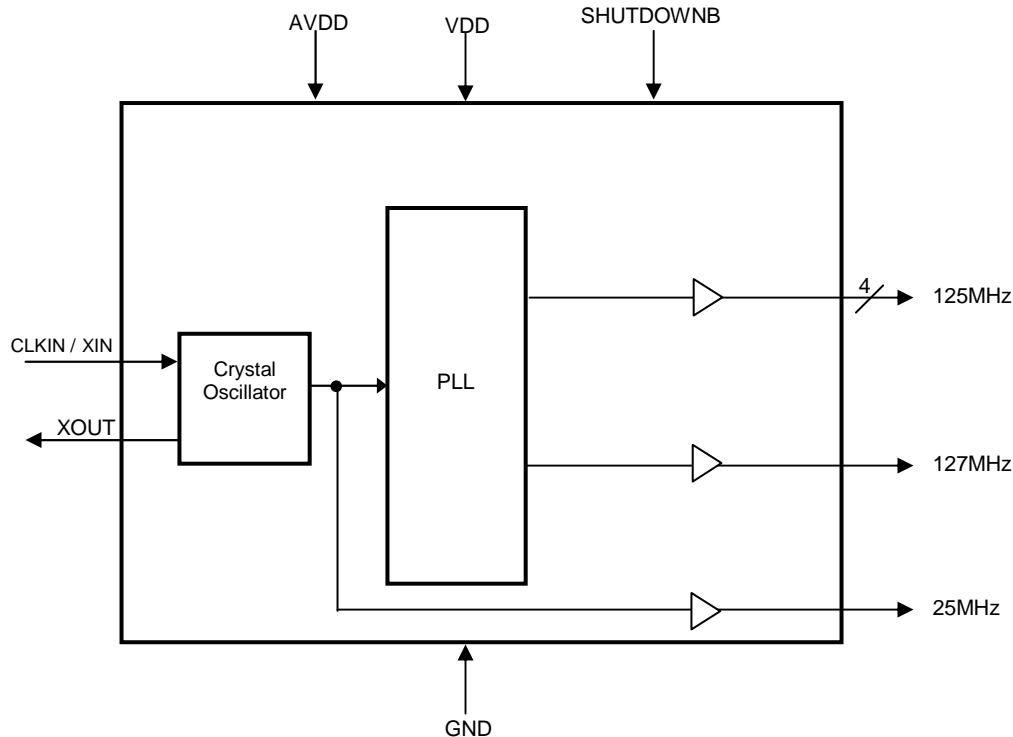 AVDD
VDD
SHUTDOWNB
4
125MHz
CLKIN / XIN
Crystal
Oscillator
PLL
XOUT
127MHz
25MHz
GND